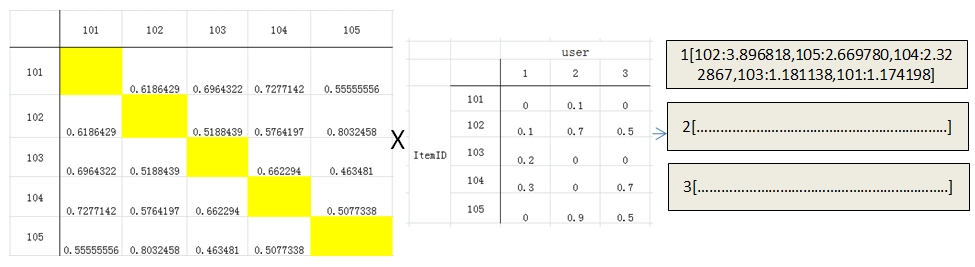 101 102 103 104 105
101 0.6186429 0.6964322 0.7277142 0.55555556
102 0.6186429 0.5188439 0.5764197 0.8032458
103 0.6964322 0.5188439 0.662294 0.463481
104 0.7277142 0.5764197 0.662294 0.5077338
105 0.55555556 0.8032458 0.463481 0.5077338
X
user
1 2 3
ItemID
101 0 0.1 0
102 0.1 0.7 0.5
103 0.2 0 0
104 0.3 0 0.7
105 0 0.9 0.5
1[102:3.896818,105:2.669780,104:2.32
2867,103:1.181138,101:1.174198]
2[......................................................]
3[......................................................]